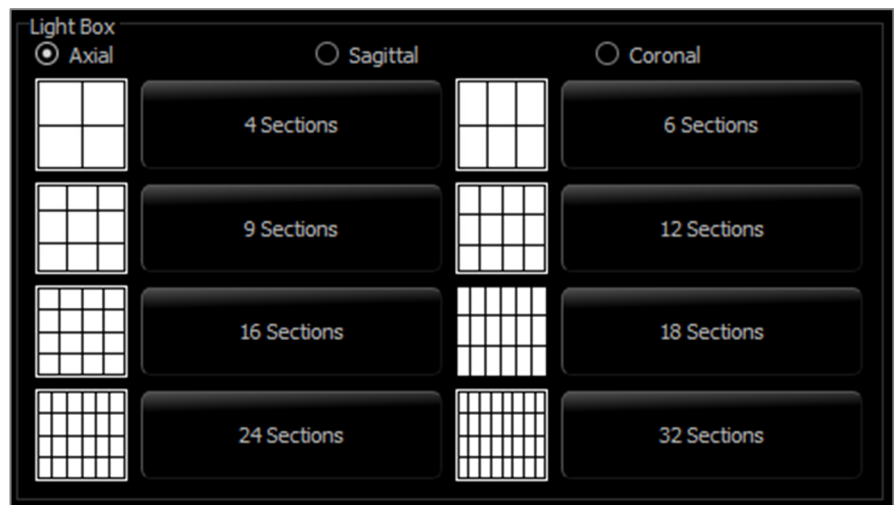 Light Box
Axial Sagittal Coronal
4 Sections 6 Sections
9 Sections 12 Sections
16 Sections 18 Sections
24 Sections 32 Sections